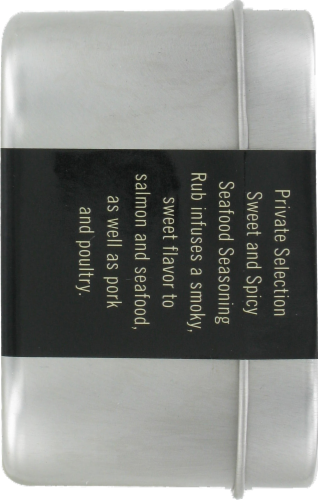 Private Selection
Sweet and Spicy
Seafood Seasoning
Rub infuses a smoky,
sweet flavor to
salmon and seafood,
as well as pork
and poultry.